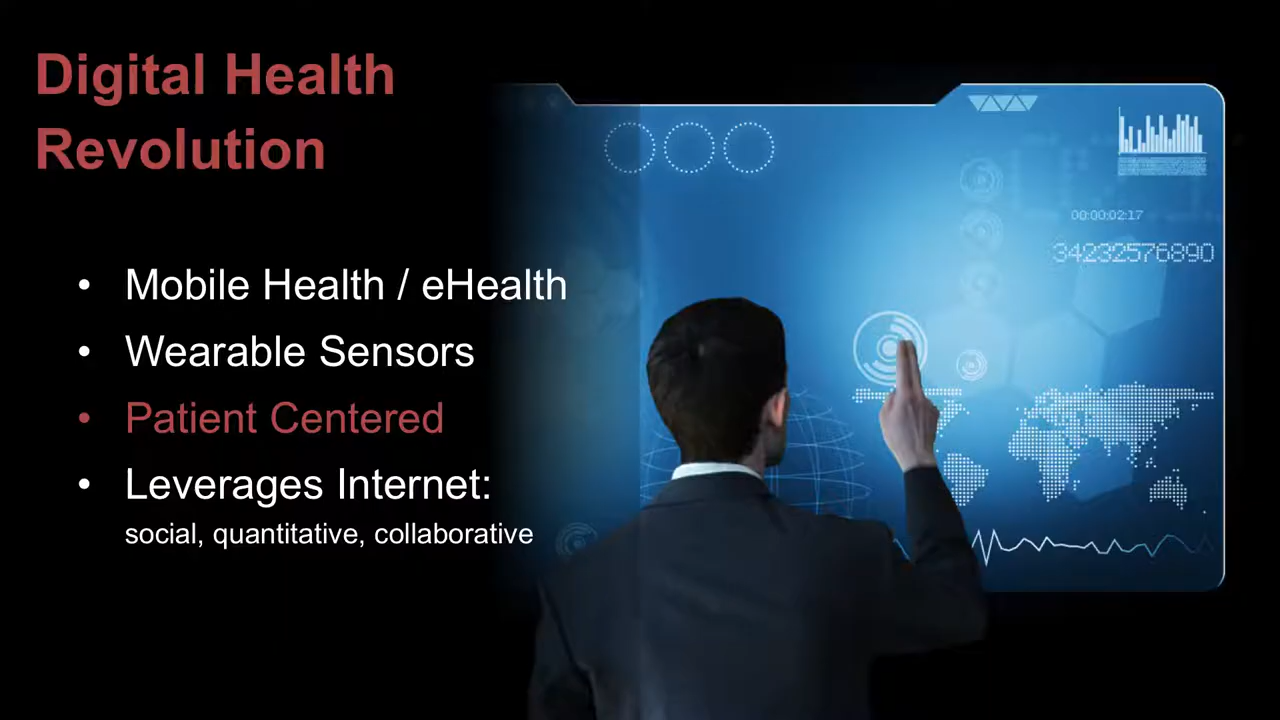 Digital Health
Revolution
• Mobile Health / eHealth
• Wearable Sensors
• Patient Centered
• Leverages Internet:
social, quantitative, collaborative
00:00:02:17
34232576890